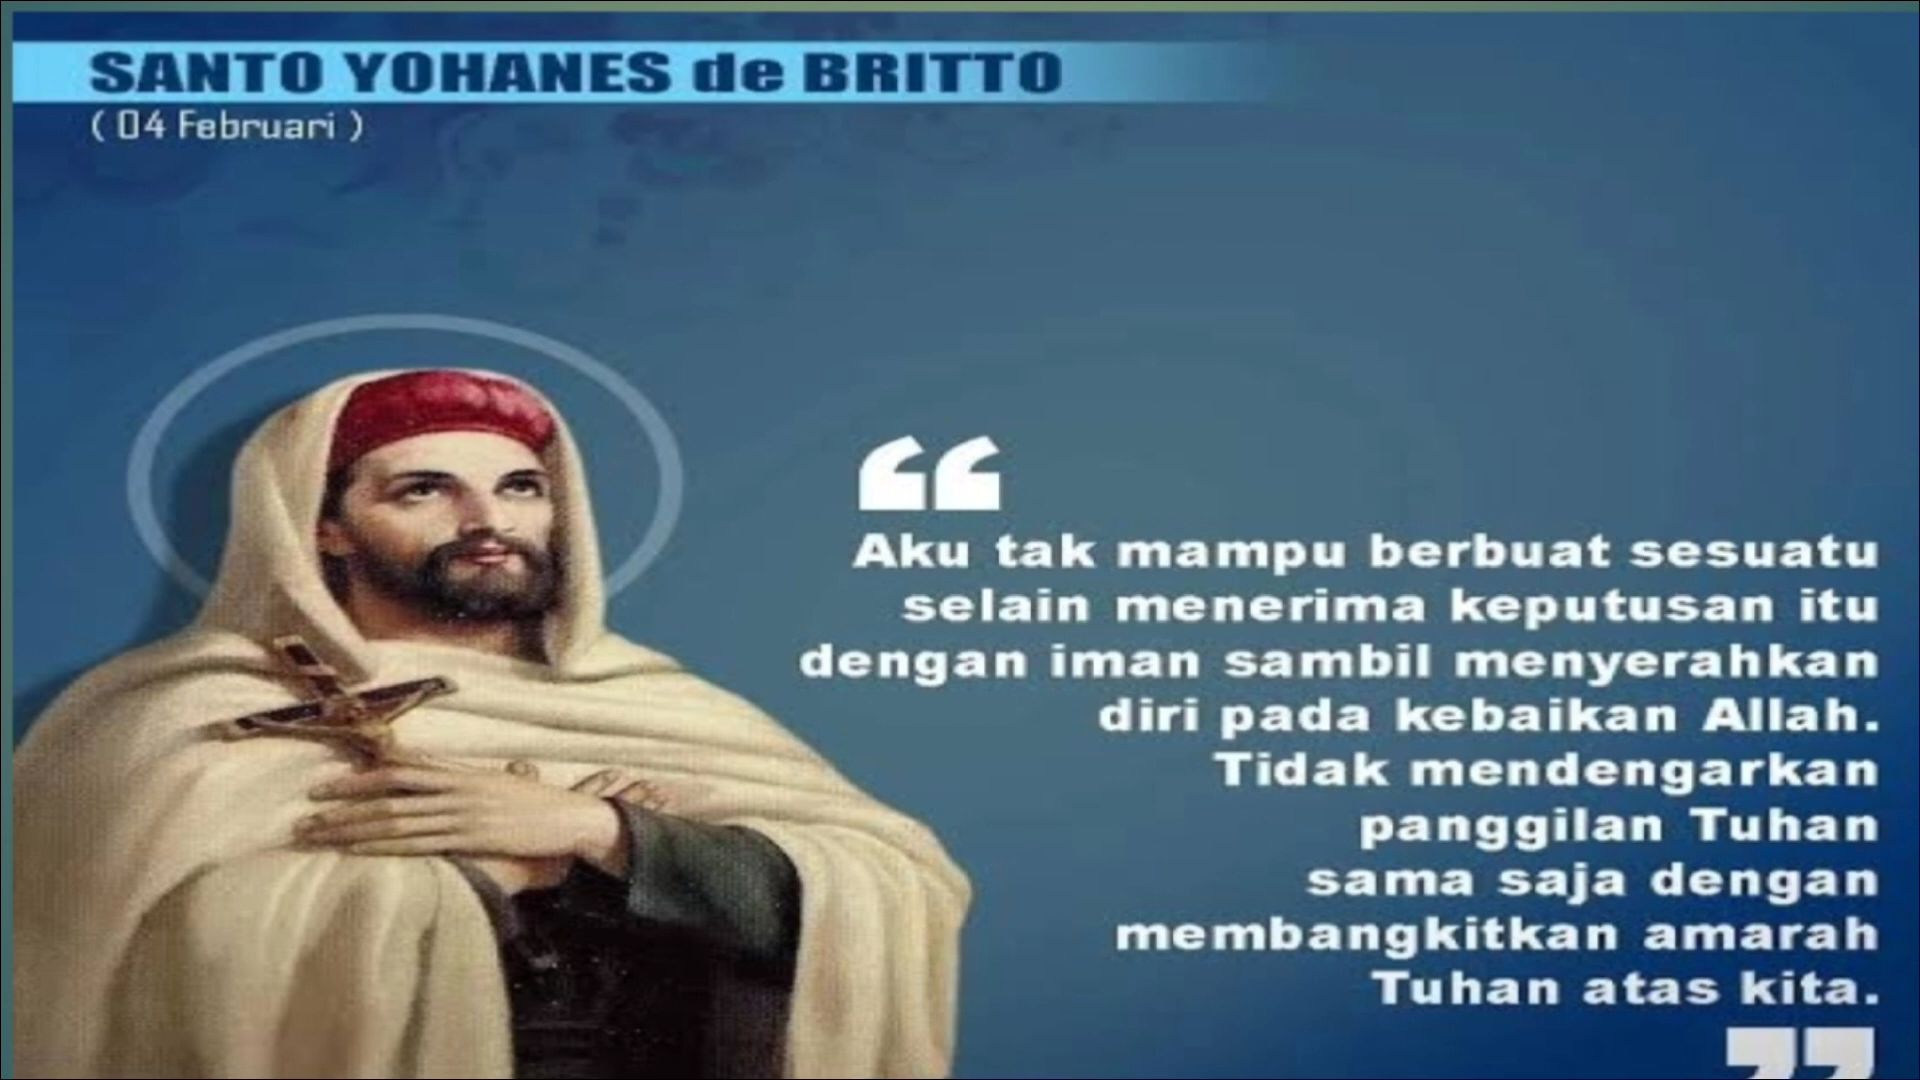 SANTO YOHANES de BRITTO
( 04 Februari )
“
Aku tak mampu berbuat sesuatu
selain menerima keputusan itu
dengan iman sambil menyerahkan
diri pada kebaikan Allah.
Tidak mendengarkan
panggilan Tuhan
sama saja dengan
membangkitkan amarah
Tuhan atas kita.
”